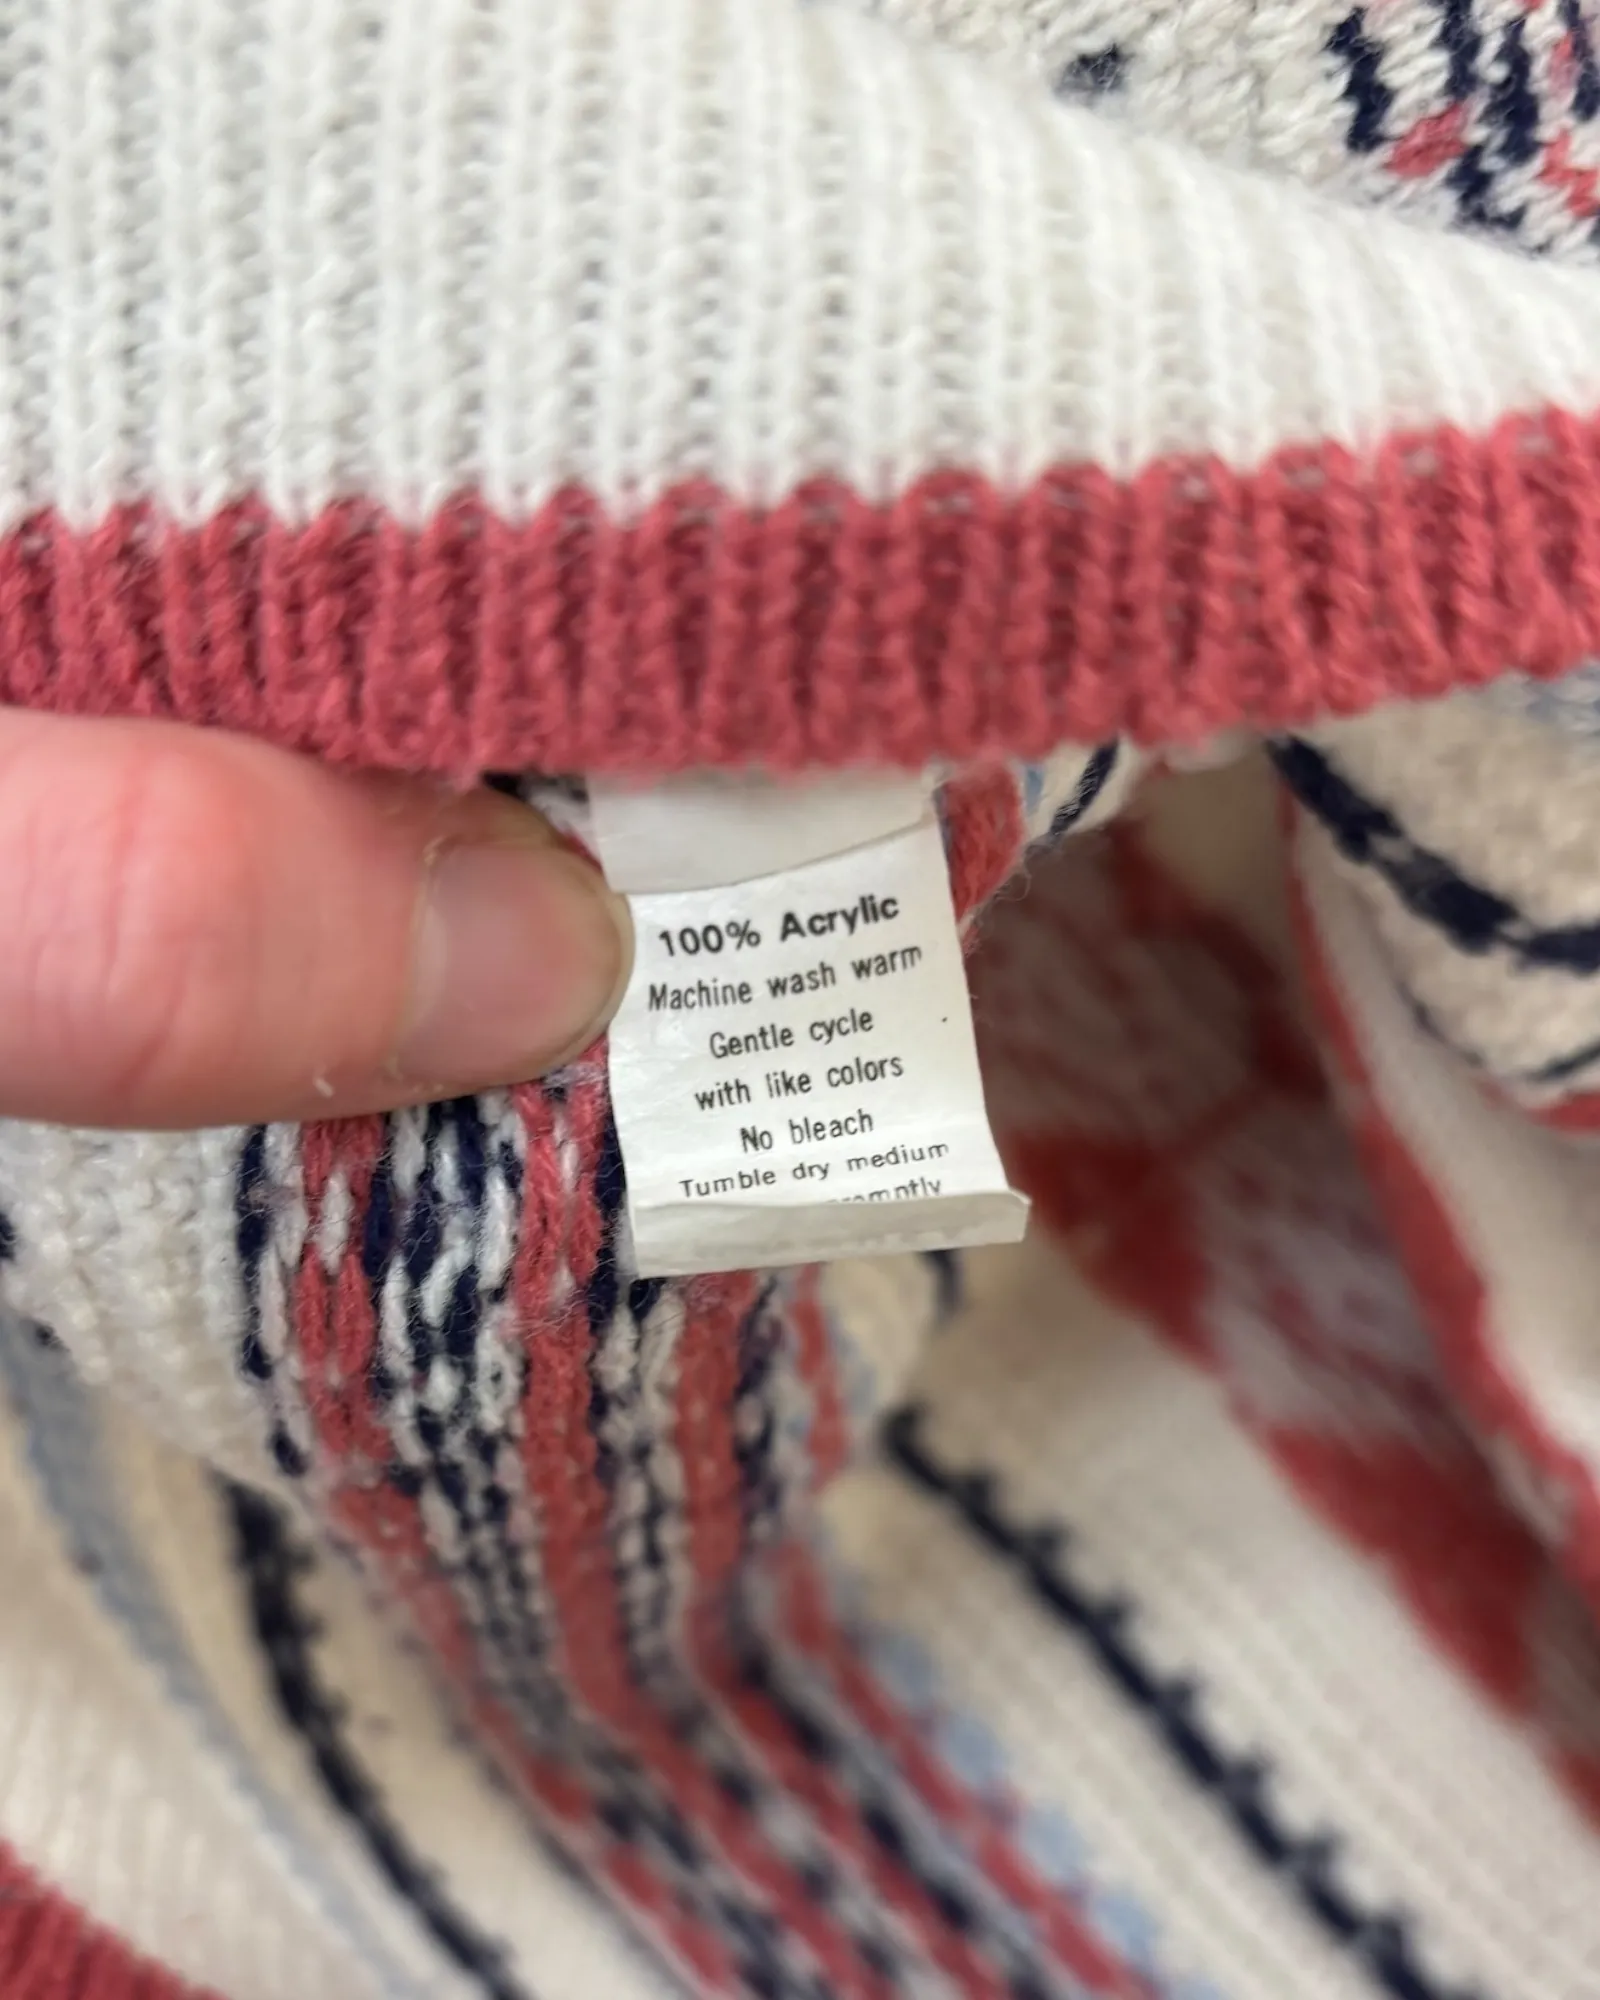 100% Acrylic
Machine wash warm
Gentle cycle
with like colors
No bleach
Tumble dry medium